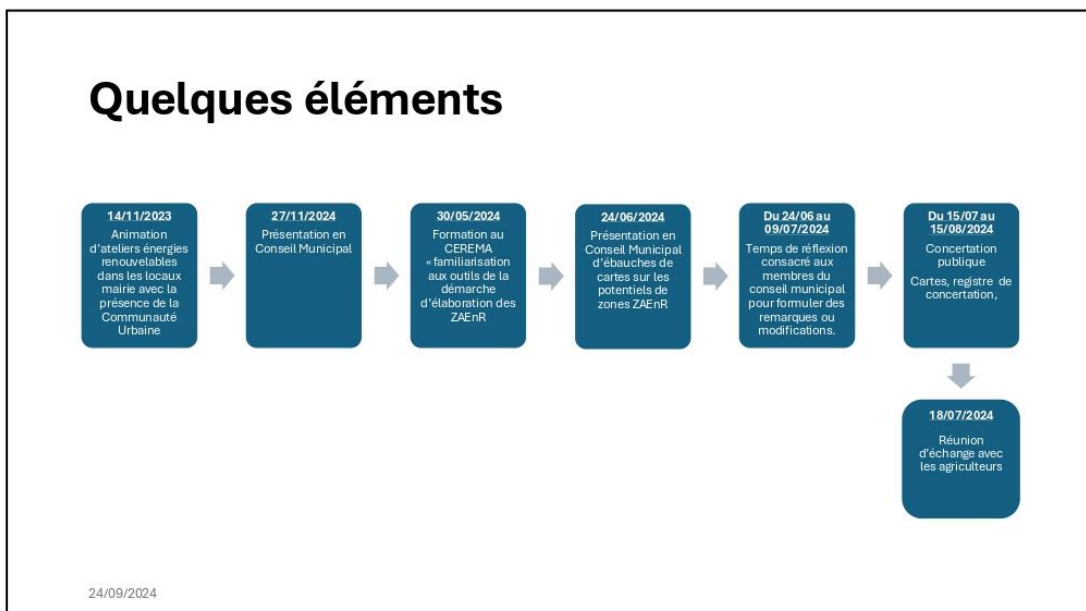 Quelques éléments
14/11/2023
Animation
d'ateliers énergies
renouvelables
dans les locaux
mairie avec la
présence de la
Communauté
Urbaine
27/11/2024
Présentation en
Conseil Municipal
30/05/2024
Formation au
CEREMA
« familiarisation
aux outils de la
démarche
d'élaboration des
ZAEnR
24/06/2024
Présentation en
Conseil Municipal
d'ébauches de
cartes sur les
potentiels de
zones ZAEnR
Du 24/06 au
09/07/2024
Temps de réflexion
consacré aux
membres du
conseil municipal
pour formuler des
remarques ou
modifications.
Du 15/07 au
15/08/2024
Concertation
publique
Cartes, registre de
concertation,
18/07/2024
Réunion
d'échange avec
les agriculteurs
24/09/2024